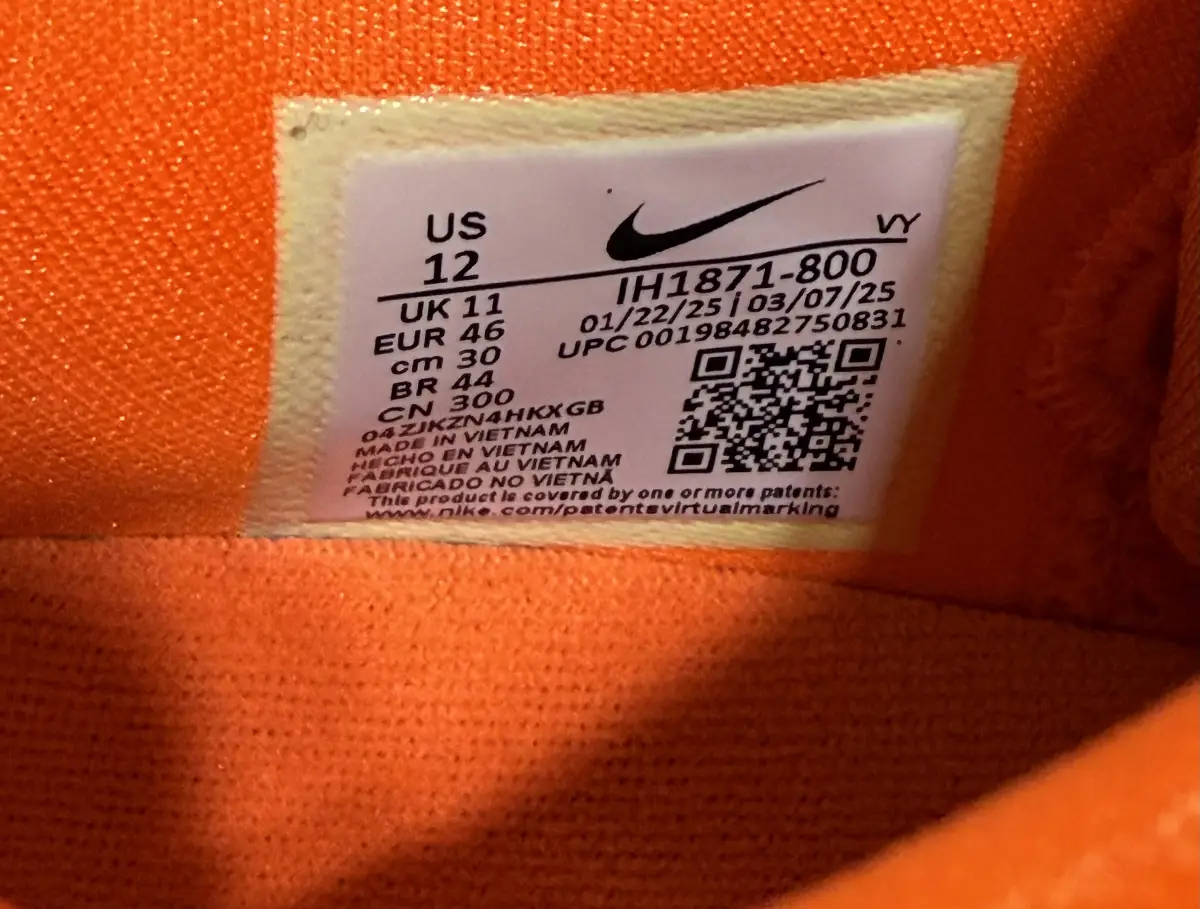 US
12
VY
UK 11
EUR 46
cm 30
BR 44
CN 300
IH1871-800
01/22/25 | 03/07/25
UPC 00198482750831
04ZJKZN4HKXGB
MADE IN VIETNAM
HECHO EN VIETNAM
FABRIQUE AU VIETNAM
FABRICADO NO VIETNÃ
This product is covered by one or more patents:
www.nike.com/patentsvirtualmarking